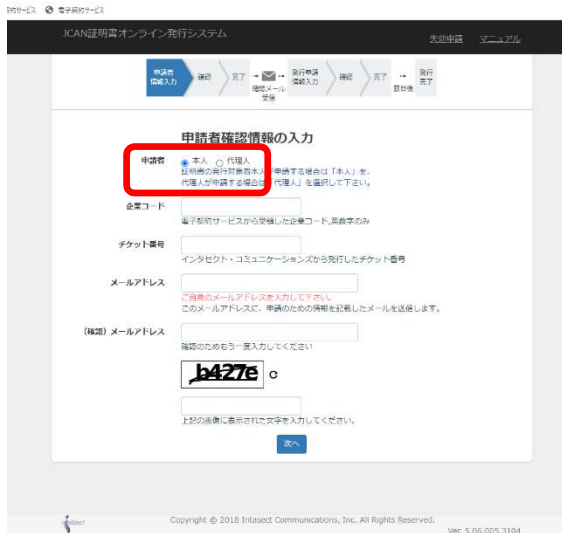 電子契約サービス
JCAN証明書オンライン発行システム
失効申請 マニュアル
申請者
情報入力
確認
完了
→
確認メール
受信
→
発行申請
情報入力
確認
完了
→
数日後
発行
完了
申請者確認情報の入力
申請者
本人 代理人
証明書の発行対象者本人が申請する場合は「本人」を、
代理人が申請する場合は「代理人」を選択して下さい。
企業コード
電子契約サービスから受領した企業コード,英数字のみ
チケット番号
インタセクト・コミュニケーションズから発行したチケット番号
メールアドレス
ご自身のメールアドレスを入力して下さい。
このメールアドレスに、申請のための情報を記載したメールを送信します。
(確認) メールアドレス
確認のためもう一度入力してください
b427e
上記の画像に表示された文字を入力してください。
次へ
intasect
Copyright © 2018 Intasect Communications, Inc. All Rights Reserved.
Ver. 5.06.005.3104